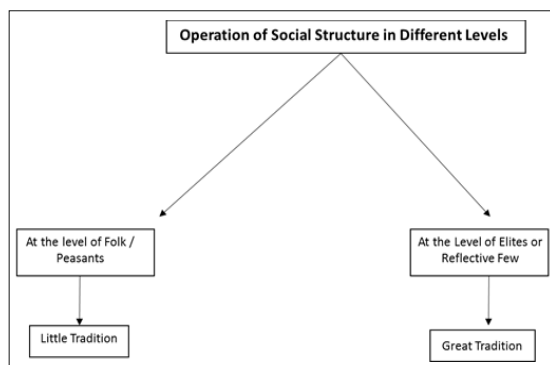 Operation of Social Structure in Different Levels
At the level of Folk /
Peasants
At the Level of Elites or
Reflective Few
Little Tradition
Great Tradition